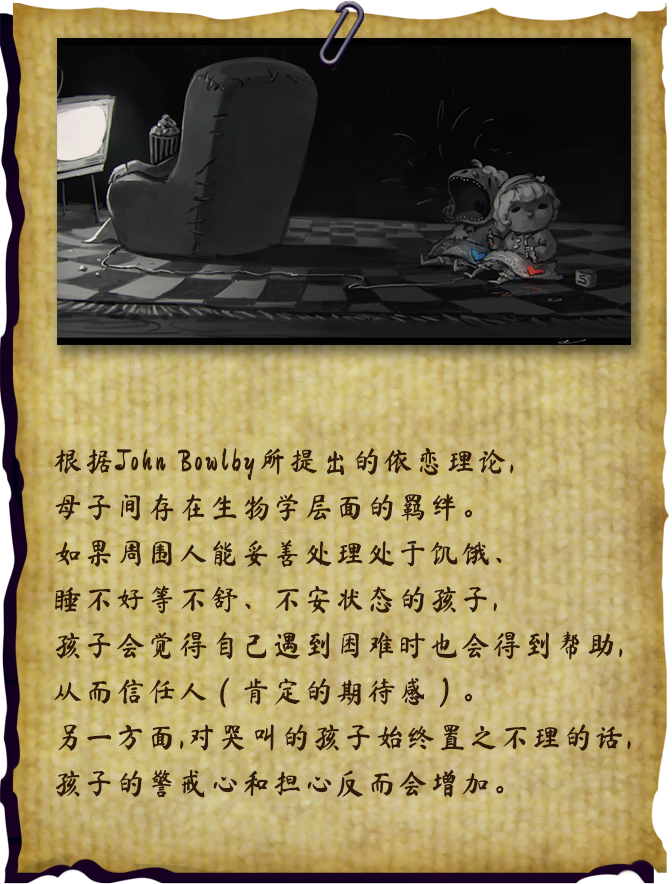 S
根据John Bowlby所提出的依恋理论,
母子间存在生物学层面的羁绊。
如果周围人能妥善处理处于饥饿、
睡不好等不舒、不安状态的孩子,
孩子会觉得自己遇到困难时也会得到帮助,
从而信任人(肯定的期待感)。
另一方面,对哭叫的孩子始终置之不理的话,
孩子的警戒心和担心反而会增加。